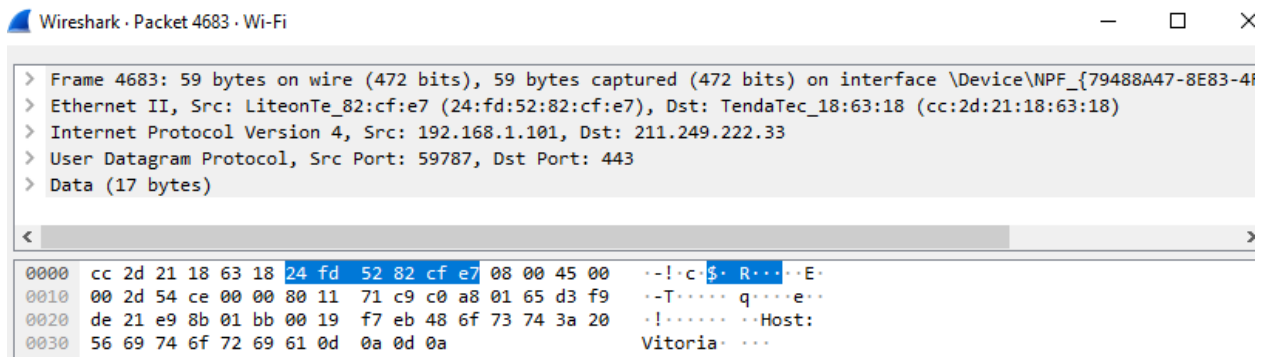 Wireshark · Packet 4683 · Wi-Fi
> Frame 4683: 59 bytes on wire (472 bits), 59 bytes captured (472 bits) on interface \Device\NPF_{79488A47-8E83-4
> Ethernet II, Src: LiteonTe_82:cf:e7 (24:fd:52:82:cf:e7), Dst: TendaTec_18:63:18 (cc:2d:21:18:63:18)
> Internet Protocol Version 4, Src: 192.168.1.101, Dst: 211.249.222.33
> User Datagram Protocol, Src Port: 59787, Dst Port: 443
> Data (17 bytes)
0000 cc 2d 21 18 63 18 24 fd 52 82 cf e7 08 00 45 00 ·-!·c·$· R·····E·
0010 00 2d 54 ce 00 00 80 11 71 c9 c0 a8 01 65 d3 f9 ·-T····· q····e··
0020 de 21 e9 8b 01 bb 00 19 f7 eb 48 6f 73 74 3a 20 ·!······ ··Host:
0030 56 69 74 6f 72 69 61 0d 0a 0d 0a Vitoria· ···